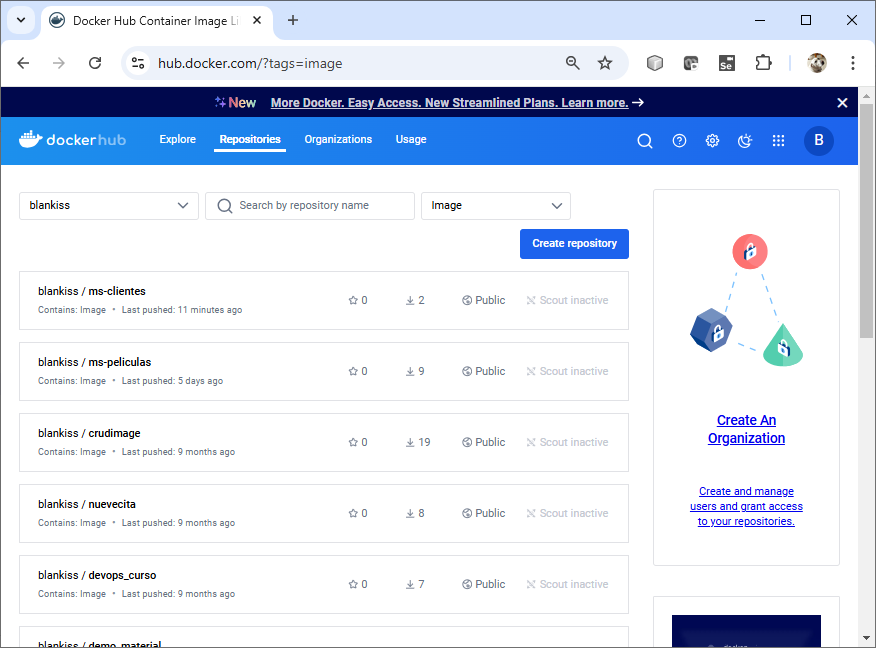 Docker Hub Container Image Li
hub.docker.com/?tags=image
Se
New More Docker. Easy Access. New Streamlined Plans. Learn more. →
dockerhub Explore Repositories Organizations Usage B
blankiss Search by repository name Image
Create repository
blankiss / ms-clientes
Contains: Image • Last pushed: 11 minutes ago
0 2 Public Scout inactive
blankiss / ms-peliculas
Contains: Image • Last pushed: 5 days ago
0 9 Public Scout inactive
blankiss / crudimage
Contains: Image • Last pushed: 9 months ago
0 19 Public Scout inactive
blankiss / nuevecita
Contains: Image • Last pushed: 9 months ago
0 8 Public Scout inactive
blankiss / devops_curso
Contains: Image • Last pushed: 9 months ago
0 7 Public Scout inactive
blankiss / demo_material
Create An
Organization
Create and manage
users and grant access
to your repositories.